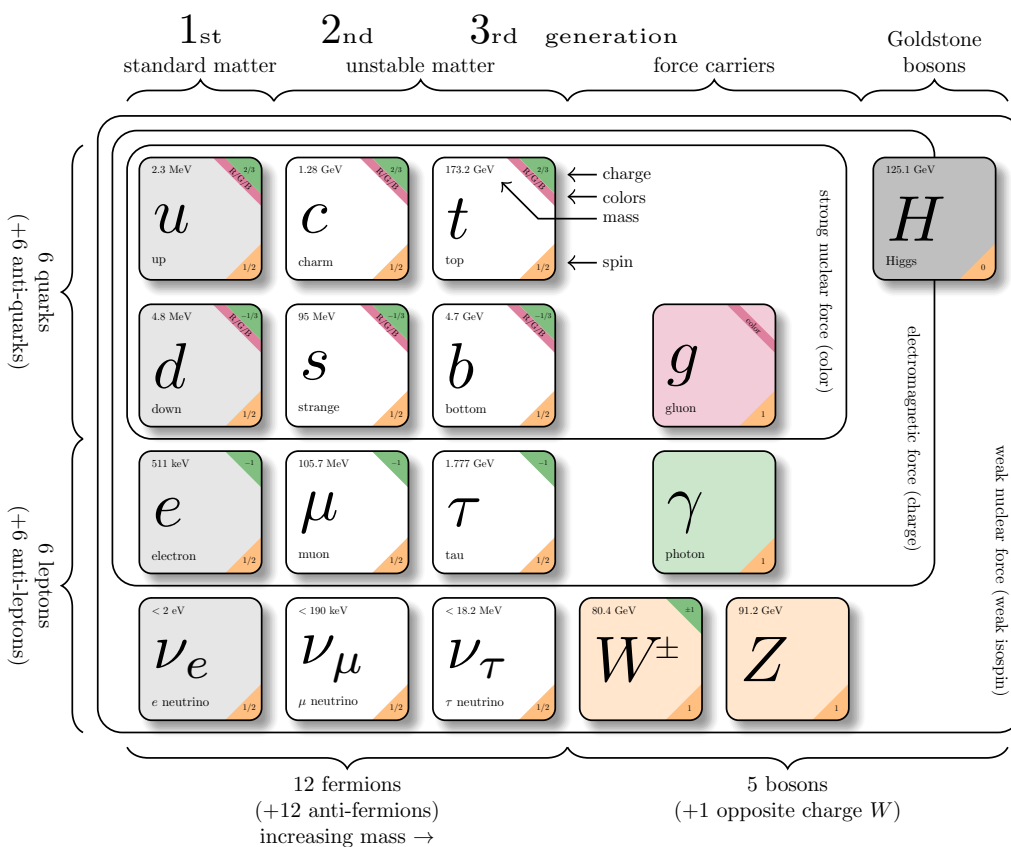 1st 2nd 3rd generation
standard matter unstable matter force carriers Goldstone bosons
6 quarks
(+6 anti-quarks)
6 leptons
(+6 anti-leptons)
2.3 MeV 2/3 R/G/B
u
up 1/2
1.28 GeV 2/3 R/G/B
c
charm 1/2
173.2 GeV 2/3 R/G/B
t
top 1/2
charge
colors
mass
spin
125.1 GeV
H
Higgs 0
4.8 MeV −1/3 R/G/B
d
down 1/2
95 MeV −1/3 R/G/B
s
strange 1/2
4.7 GeV −1/3 R/G/B
b
bottom 1/2
color
g
gluon 1
strong nuclear force (color)
511 keV −1
e
electron 1/2
105.7 MeV −1
μ
muon 1/2
1.777 GeV −1
τ
tau 1/2
γ
photon 1
electromagnetic force (charge)
< 2 eV
νe
e neutrino 1/2
< 190 keV
νμ
μ neutrino 1/2
< 18.2 MeV
ντ
τ neutrino 1/2
80.4 GeV ±1
W±
1
91.2 GeV
Z
1
weak nuclear force (weak isospin)
12 fermions
(+12 anti-fermions)
increasing mass →
5 bosons
(+1 opposite charge W)